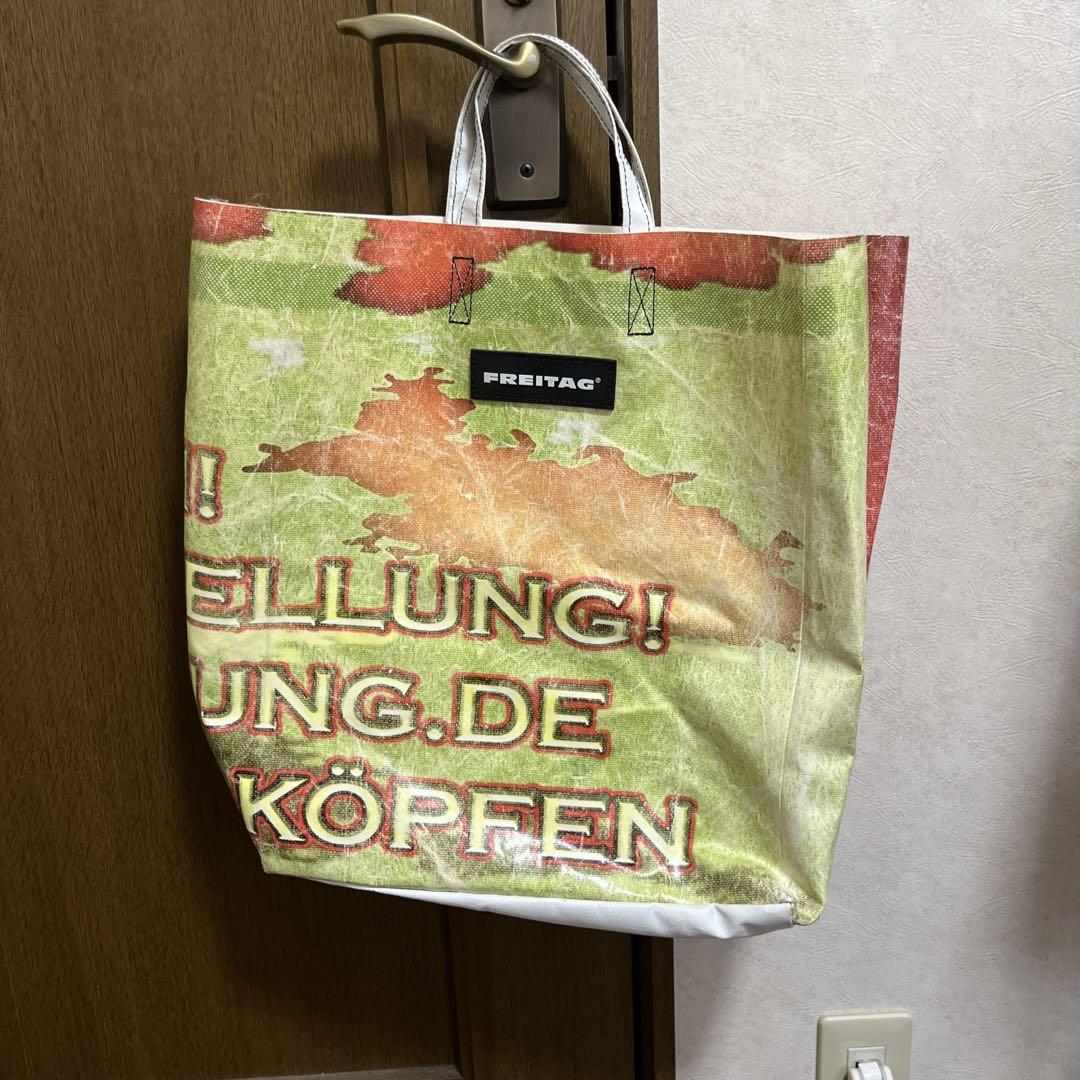 FREITAG®
!
ELLUNG!
UNG.DE
KÖPFEN